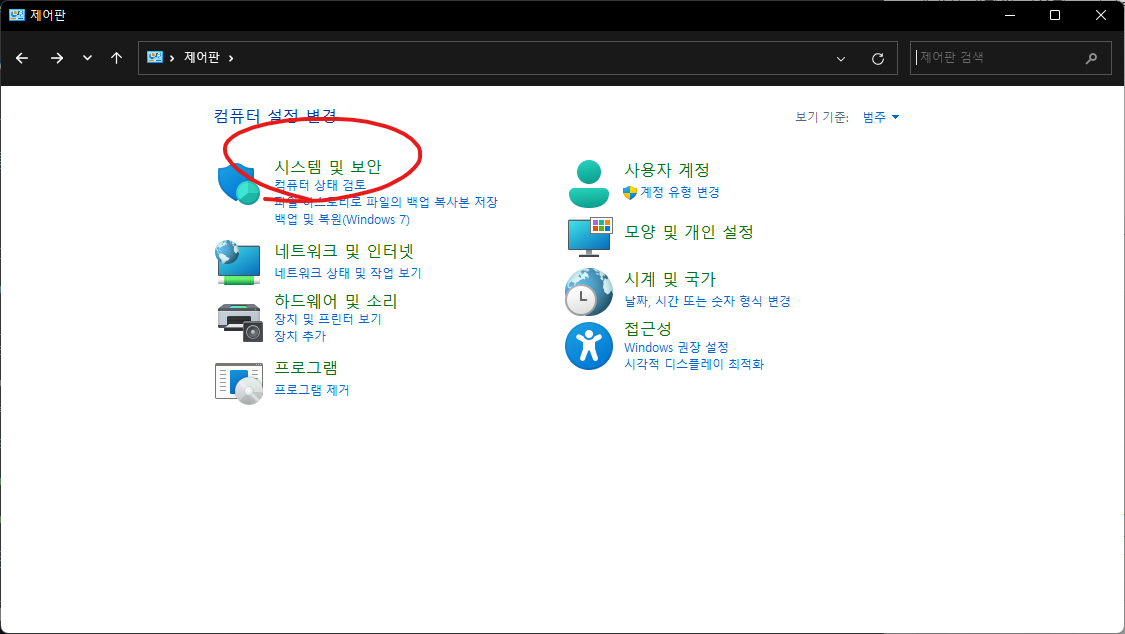 제어판
제어판
제어판 검색
컴퓨터 설정 변경
보기 기준: 범주
시스템 및 보안
컴퓨터 상태 검토
파일 히스토리로 파일의 백업 복사본 저장
백업 및 복원(Windows 7)
네트워크 및 인터넷
네트워크 상태 및 작업 보기
하드웨어 및 소리
장치 및 프린터 보기
장치 추가
프로그램
프로그램 제거
사용자 계정
계정 유형 변경
모양 및 개인 설정
시계 및 국가
날짜, 시간 또는 숫자 형식 변경
접근성
Windows 권장 설정
시각적 디스플레이 최적화